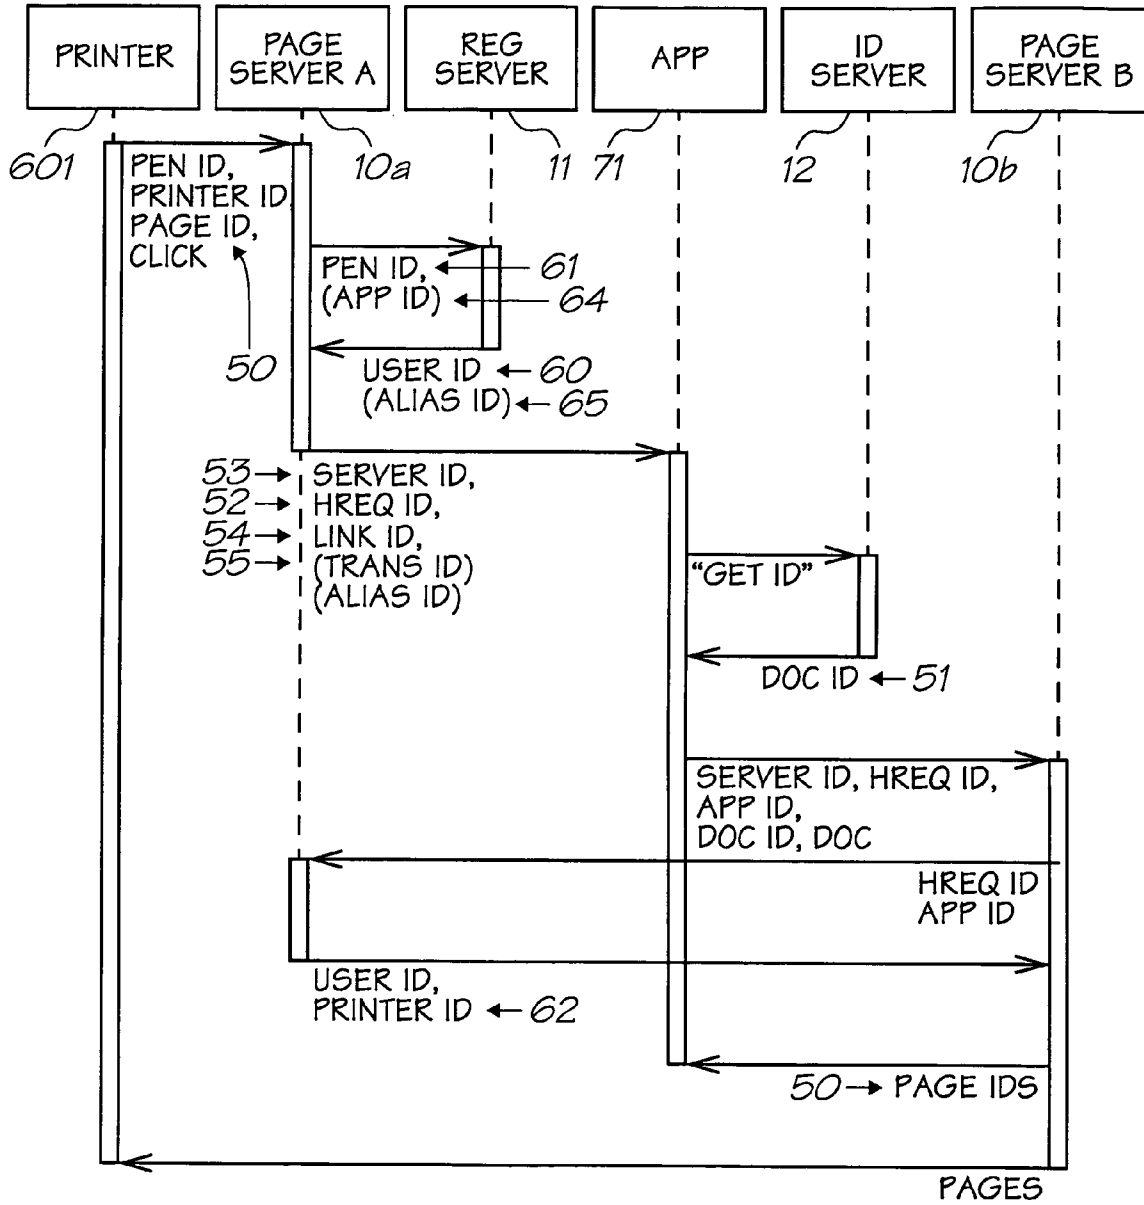 PRINTER
PAGE
SERVER A
REG
SERVER
APP
ID
SERVER
PAGE
SERVER B
601
10a
11
71
12
10b
PEN ID,
PRINTER ID
PAGE ID,
CLICK
50
PEN ID,
61
(APP ID)
64
USER ID
60
(ALIAS ID)
65
53
SERVER ID,
52
HREQ ID,
54
LINK ID,
55
(TRANS ID)
(ALIAS ID)
"GET ID"
DOC ID
51
SERVER ID, HREQ ID,
APP ID,
DOC ID, DOC
HREQ ID
APP ID
USER ID,
PRINTER ID
62
50
PAGE IDS
PAGES